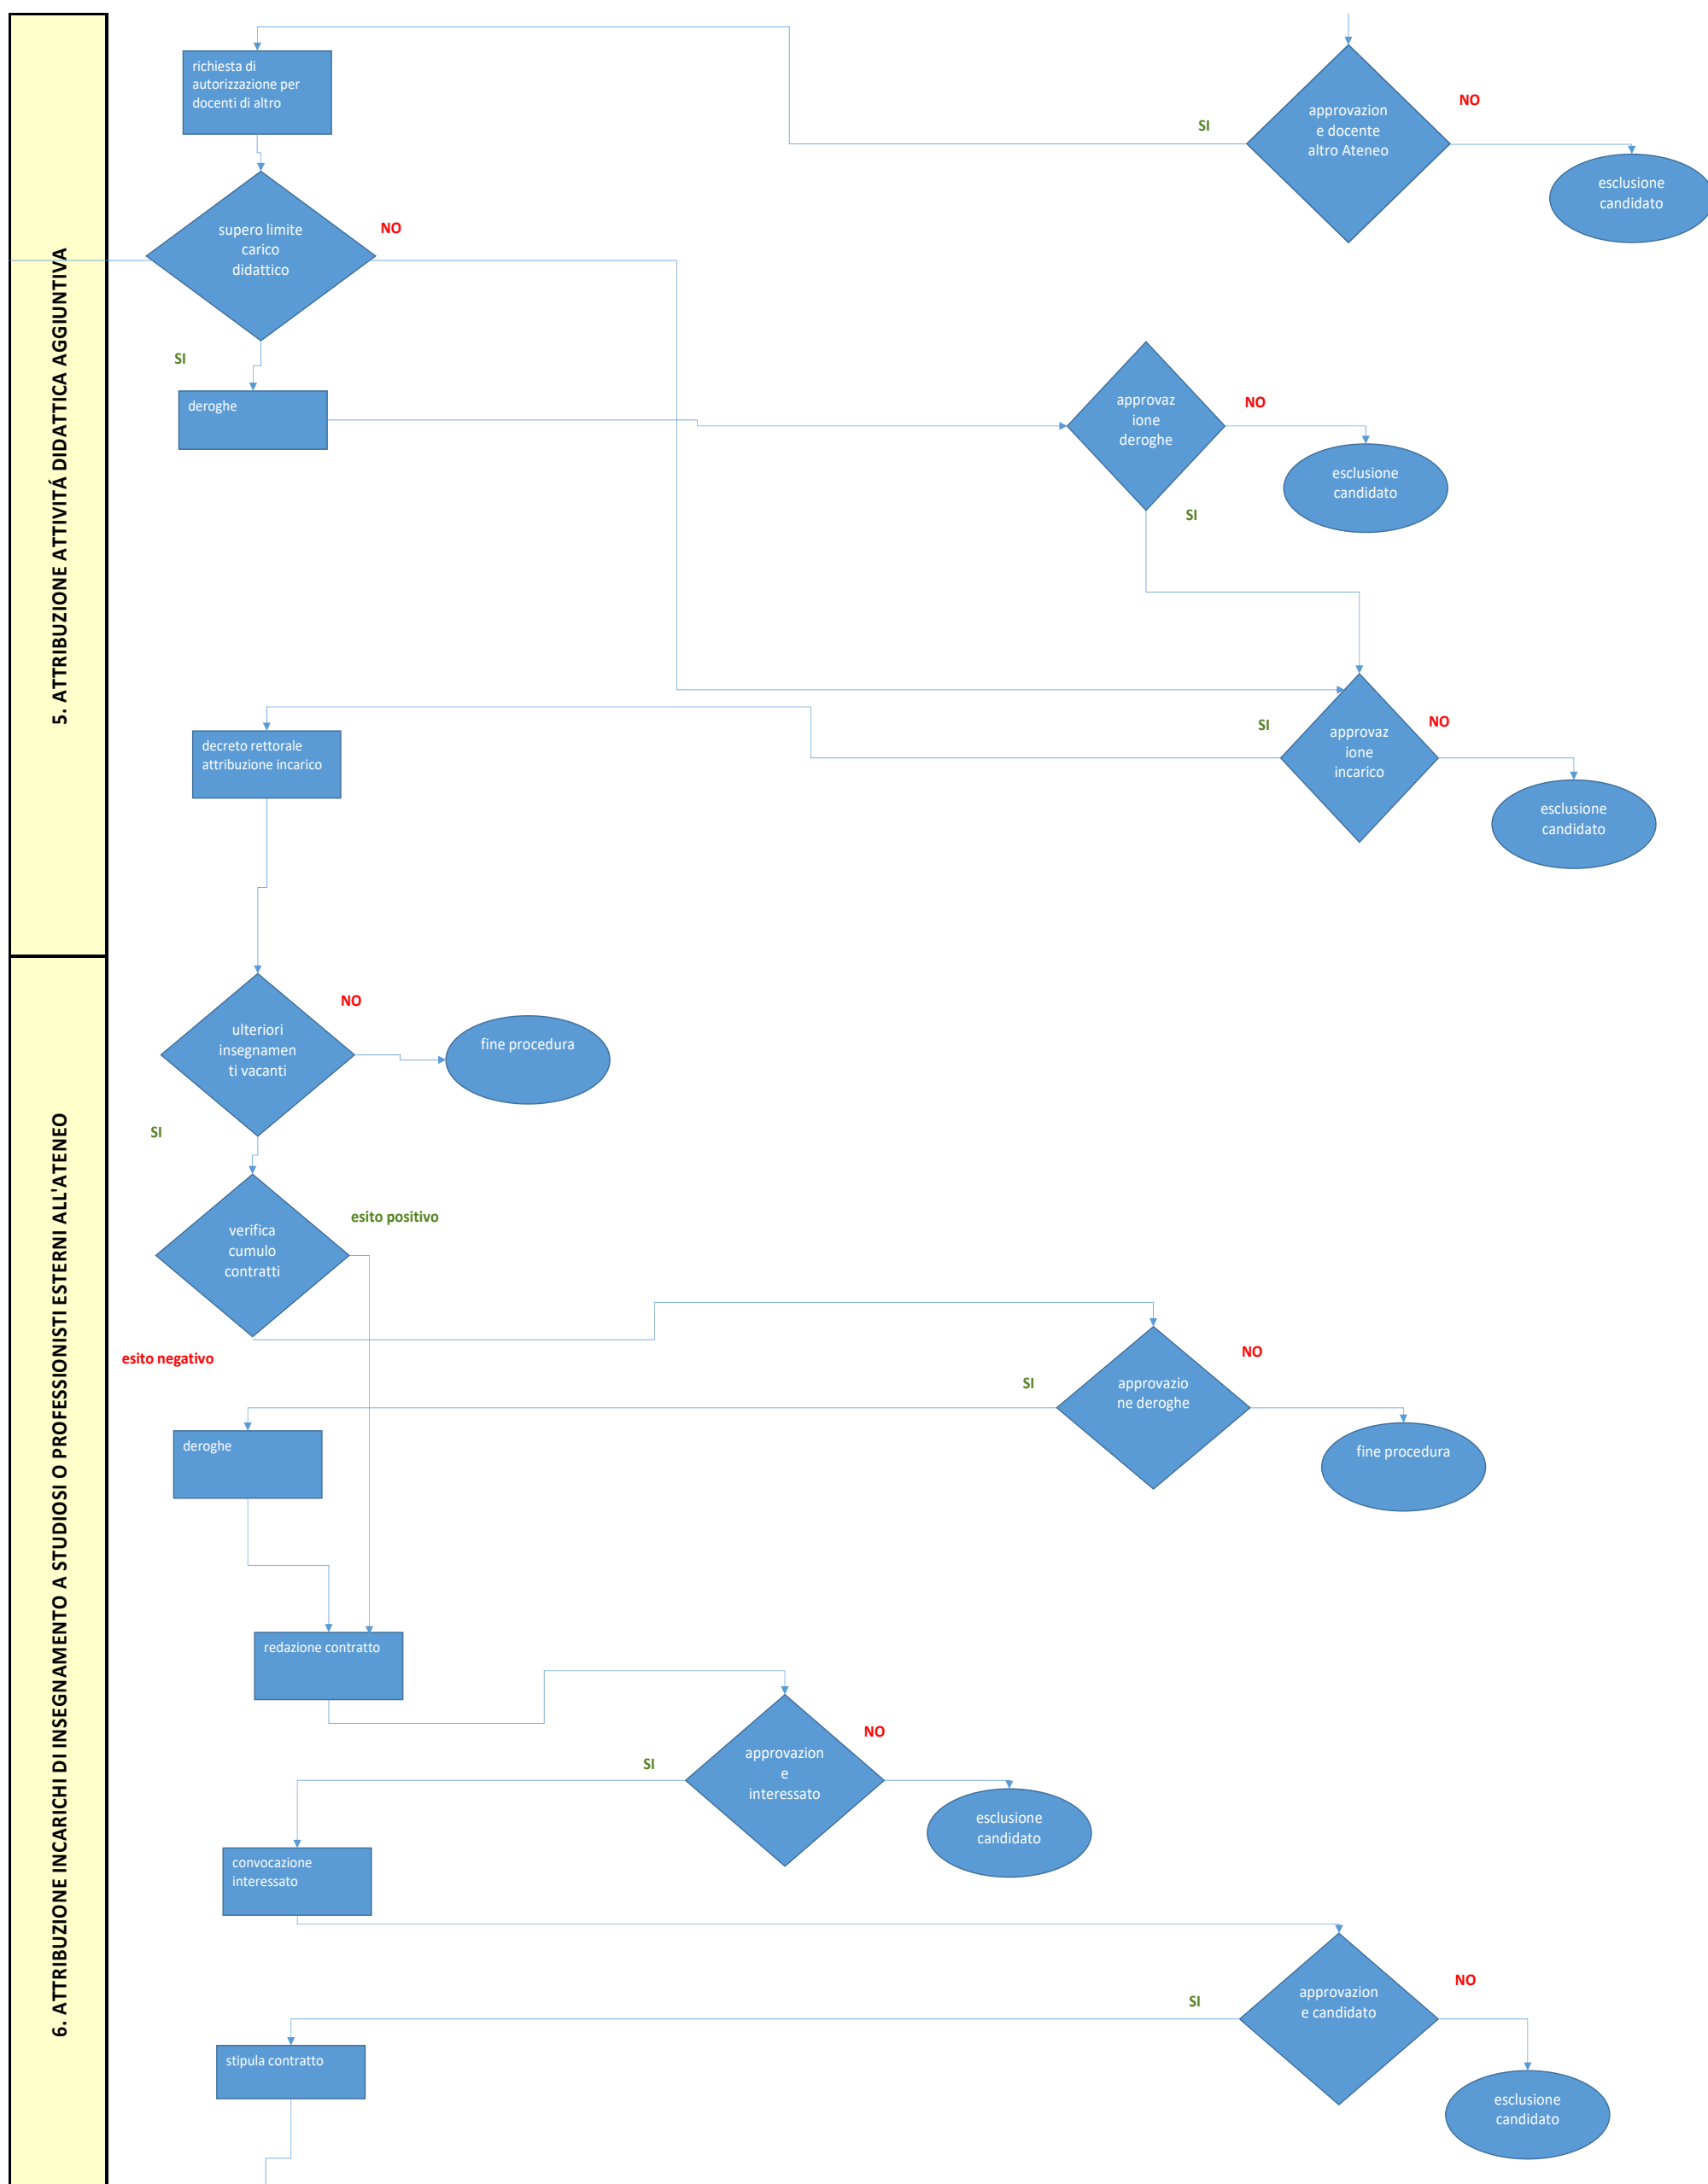 5. ATTRIBUZIONE ATTIVITÁ DIDATTICA AGGIUNTIVA
richiesta di
autorizzazione per
docenti di altro
approvazion
e docente
altro Ateneo
SI
NO
esclusione
candidato
supero limite
carico
didattico
NO
SI
deroghe
approvaz
ione
deroghe
NO
esclusione
candidato
SI
decreto rettorale
attribuzione incarico
SI
approvaz
ione
incarico
NO
esclusione
candidato
6. ATTRIBUZIONE INCARICHI DI INSEGNAMENTO A STUDIOSI O PROFESSIONISTI ESTERNI ALL'ATENEO
ulteriori
insegnamen
ti vacanti
NO
fine procedura
SI
verifica
cumulo
contratti
esito positivo
esito negativo
SI
approvazio
ne deroghe
NO
fine procedura
deroghe
redazione contratto
SI
approvazion
e
interessato
NO
esclusione
candidato
convocazione
interessato
SI
approvazion
e candidato
NO
esclusione
candidato
stipula contratto